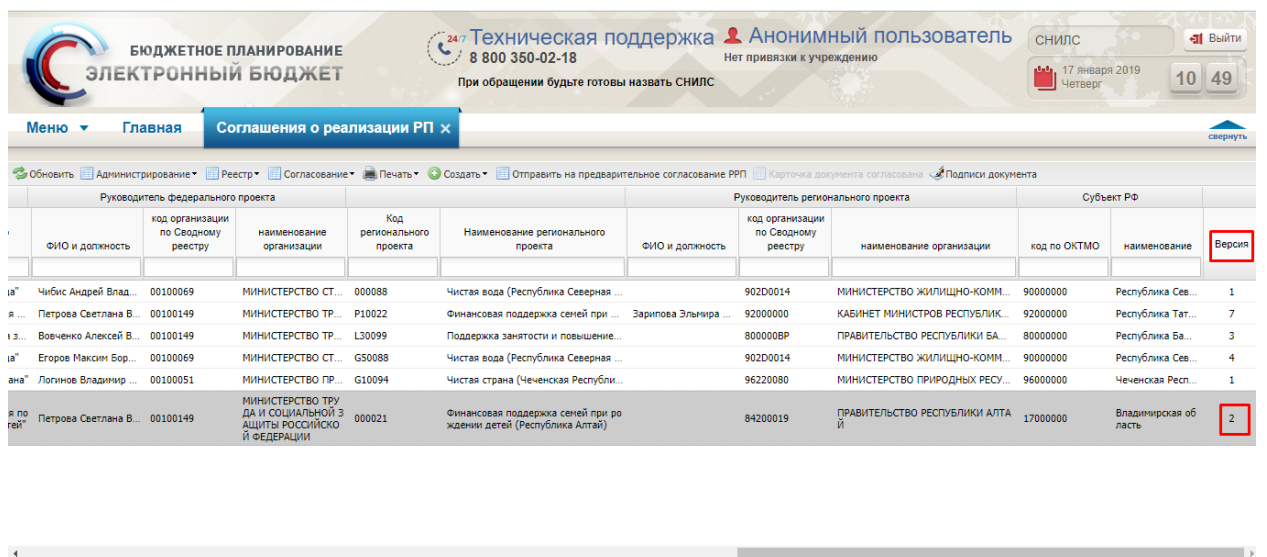 БЮДЖЕТНОЕ ПЛАНИРОВАНИЕ
ЭЛЕКТРОННЫЙ БЮДЖЕТ
24/7 Техническая поддержка
8 800 350-02-18
При обращении будьте готовы назвать СНИЛС
Анонимный пользователь
Нет привязки к учреждению
СНИЛС
Выйти
17 января 2019
Четверг
10 49
Меню Главная Соглашения о реализации РП ×
свернуть
Обновить Администрирование Реестр Согласование Печать Создать Отправить на предварительное согласование РРП Карточка документа согласована Подписи документа
Руководитель федерального проекта Руководитель регионального проекта Субъект РФ
ФИО и должность код организации по Сводному реестру наименование организации Код регионального проекта Наименование регионального проекта ФИО и должность код организации по Сводному реестру наименование организации код по ОКТМО наименование Версия
да" Чибис Андрей Влад... 00100069 МИНИСТЕРСТВО СТ... 000088 Чистая вода (Республика Северная ... 902D0014 МИНИСТЕРСТВО ЖИЛИЩНО-КОММ... 90000000 Республика Сев... 1
я ... Петрова Светлана В... 00100149 МИНИСТЕРСТВО ТР... P10022 Финансовая поддержка семей при ... Зарипова Эльмира ... 92000000 КАБИНЕТ МИНИСТРОВ РЕСПУБЛИК... 92000000 Республика Тат... 7
з... Вовченко Алексей В... 00100149 МИНИСТЕРСТВО ТР... L30099 Поддержка занятости и повышение... 800000BP ПРАВИТЕЛЬСТВО РЕСПУБЛИКИ БА... 80000000 Республика Ба... 3
да" Егоров Максим Бор... 00100069 МИНИСТЕРСТВО СТ... G50088 Чистая вода (Республика Северная ... 902D0014 МИНИСТЕРСТВО ЖИЛИЩНО-КОММ... 90000000 Республика Сев... 4
ана" Логинов Владимир ... 00100051 МИНИСТЕРСТВО ПР... G10094 Чистая страна (Чеченская Республи... 96220080 МИНИСТЕРСТВО ПРИРОДНЫХ РЕСУ... 96000000 Чеченская Респ... 1
я по
тей" Петрова Светлана В... 00100149 МИНИСТЕРСТВО ТРУ
ДА И СОЦИАЛЬНОЙ З
АЩИТЫ РОССИЙСКО
Й ФЕДЕРАЦИИ
000021 Финансовая поддержка семей при ро
ждении детей (Республика Алтай)
84200019 ПРАВИТЕЛЬСТВО РЕСПУБЛИКИ АЛТА
Й
17000000 Владимирская об
ласть
2